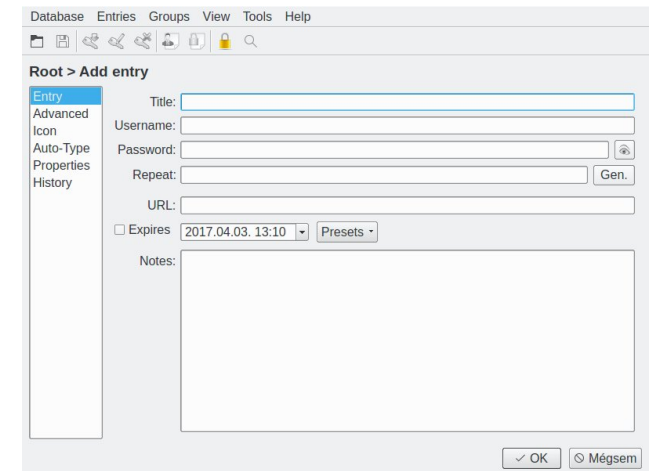 Database Entries Groups View Tools Help
Root > Add entry
Entry
Advanced
Icon
Auto-Type
Properties
History
Title:
Username:
Password:
Repeat:
Gen.
URL:
Expires 2017.04.03. 13:10 Presets
Notes:
OK Mégsem